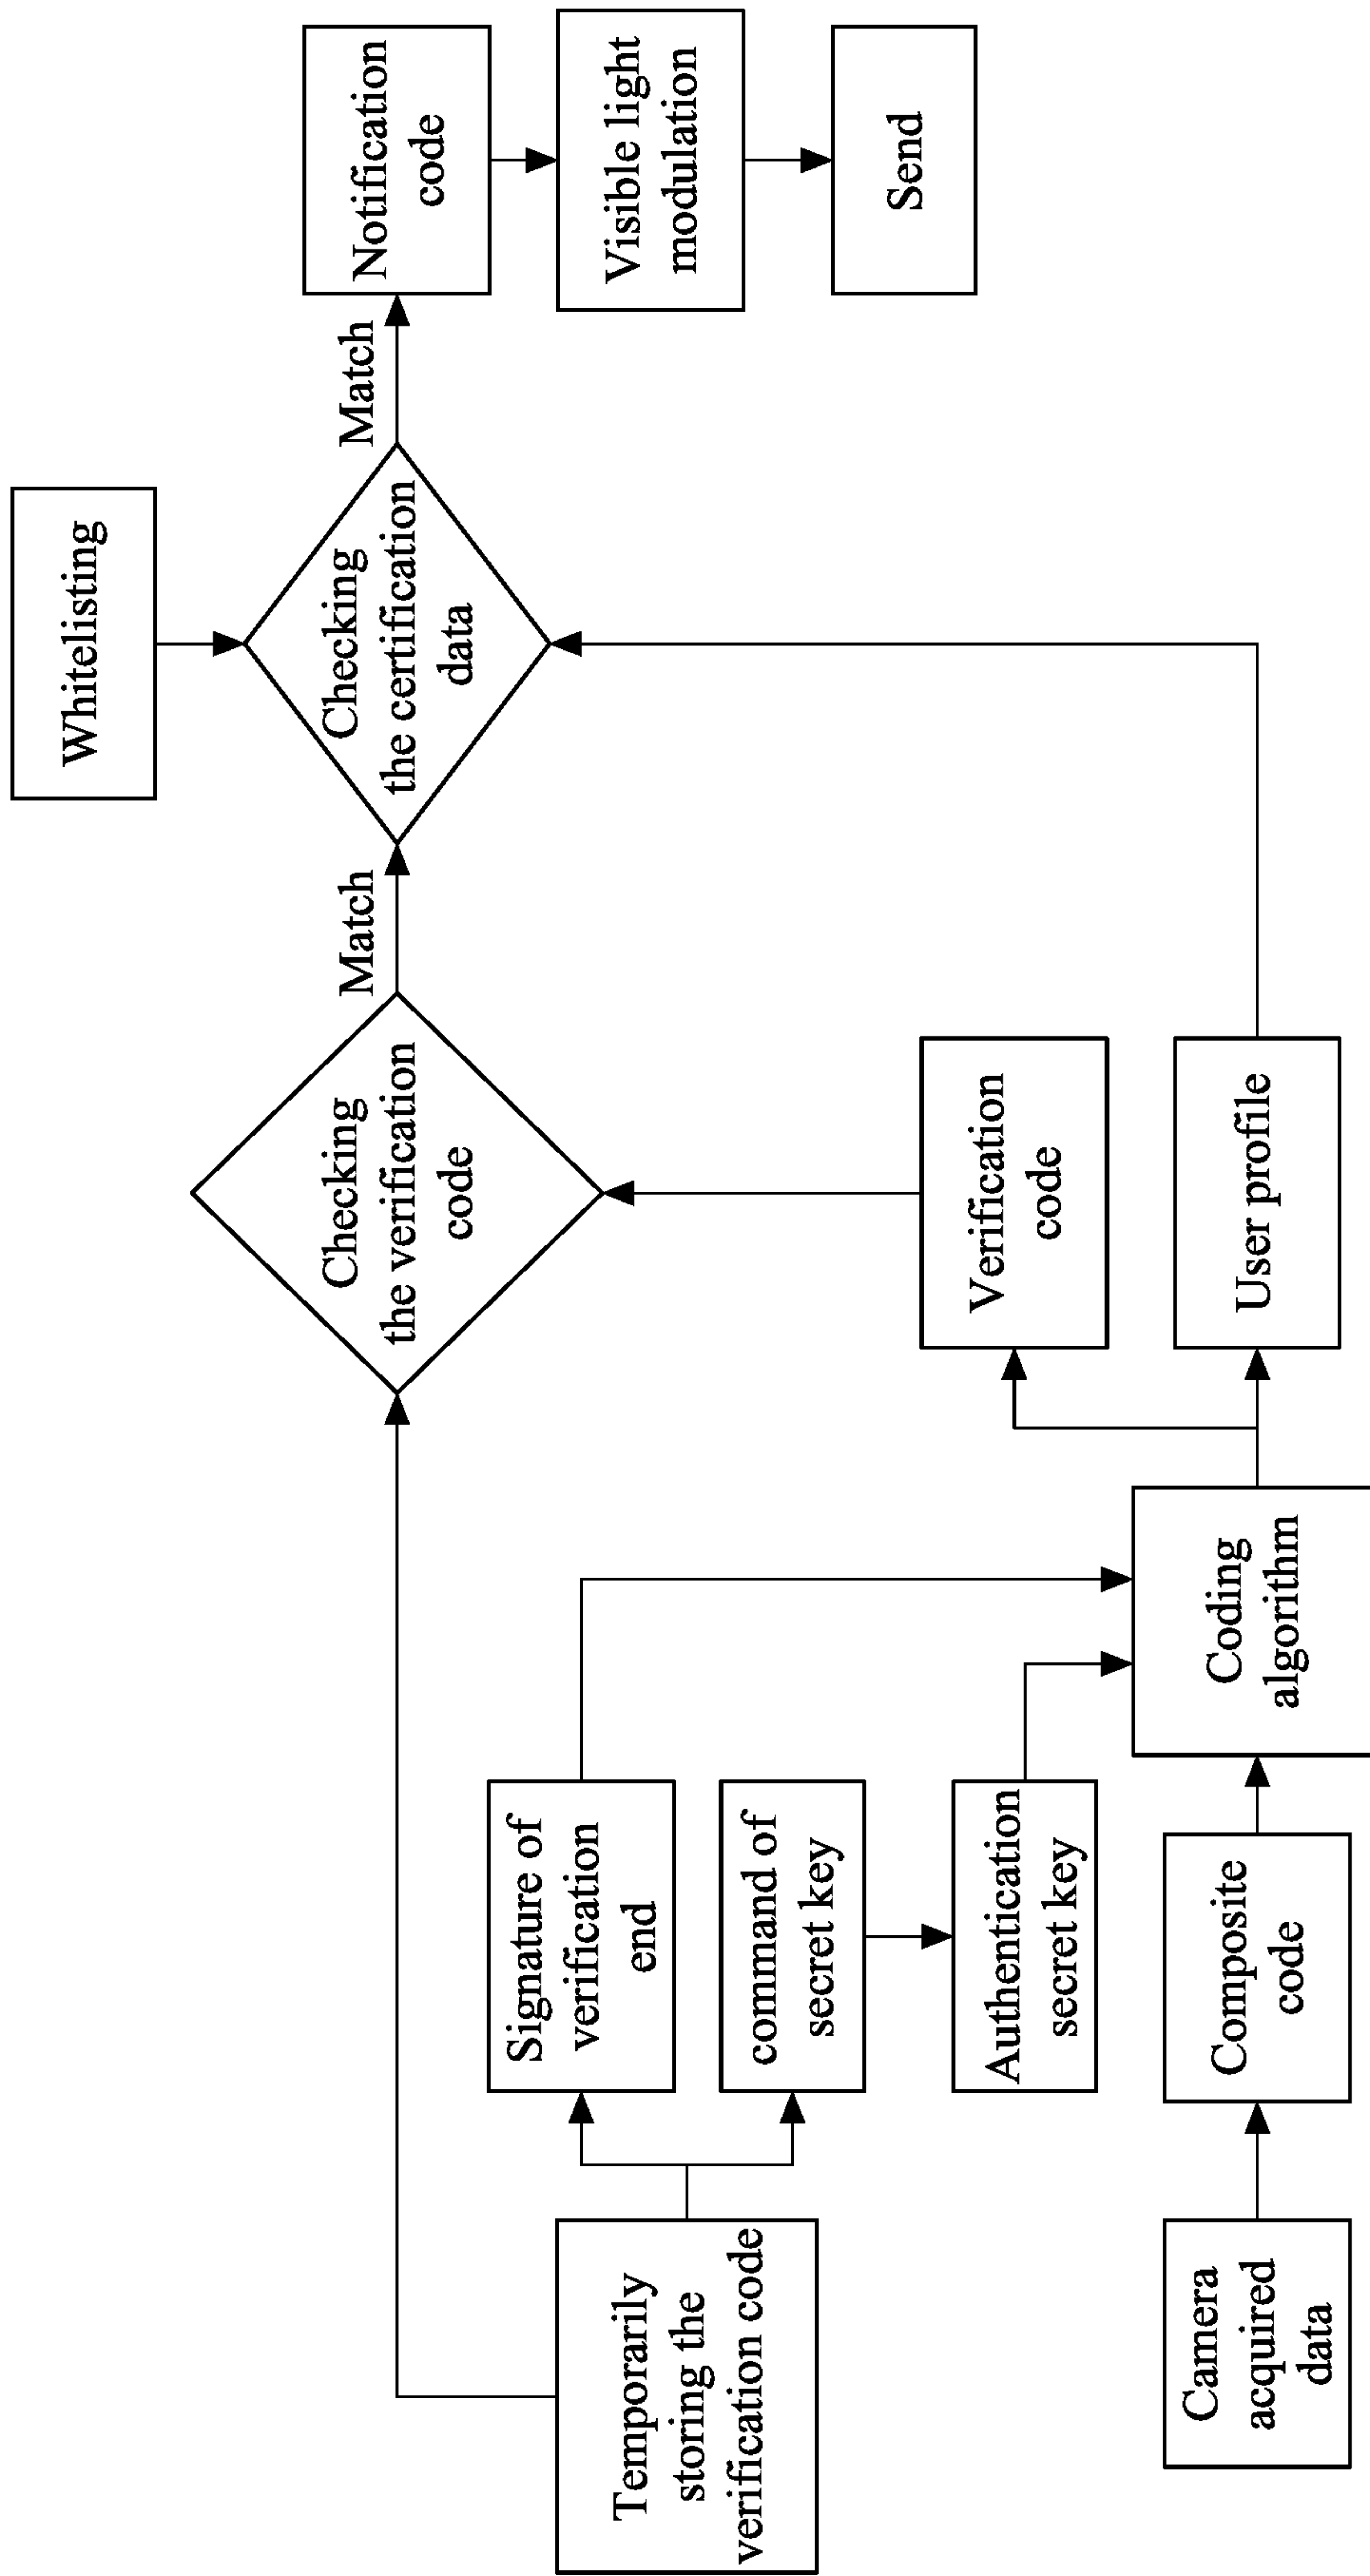 Temporarily
storing the
verification code
Signature of
verification
end
command of
secret key
Authentication
secret key
Camera
acquired
data
Composite
code
Coding
algorithm
Verification
code
User profile
Checking
the verification
code
Match
Whitelisting
Checking
the certification
data
Match
Notification
code
Visible light
modulation
Send